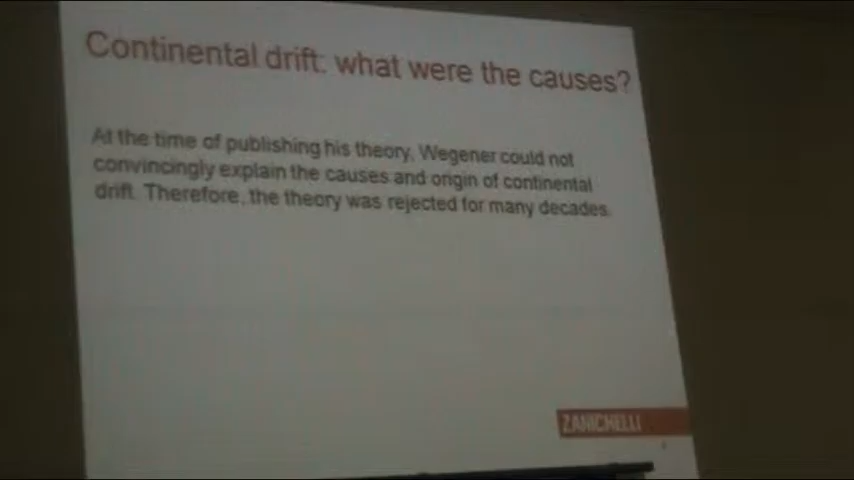 Continental drift: what were the causes?
At the time of publishing his theory, Wegener could not
convincingly explain the causes and origin of continental
drift. Therefore, the theory was rejected for many decades.
ZANICHELLI